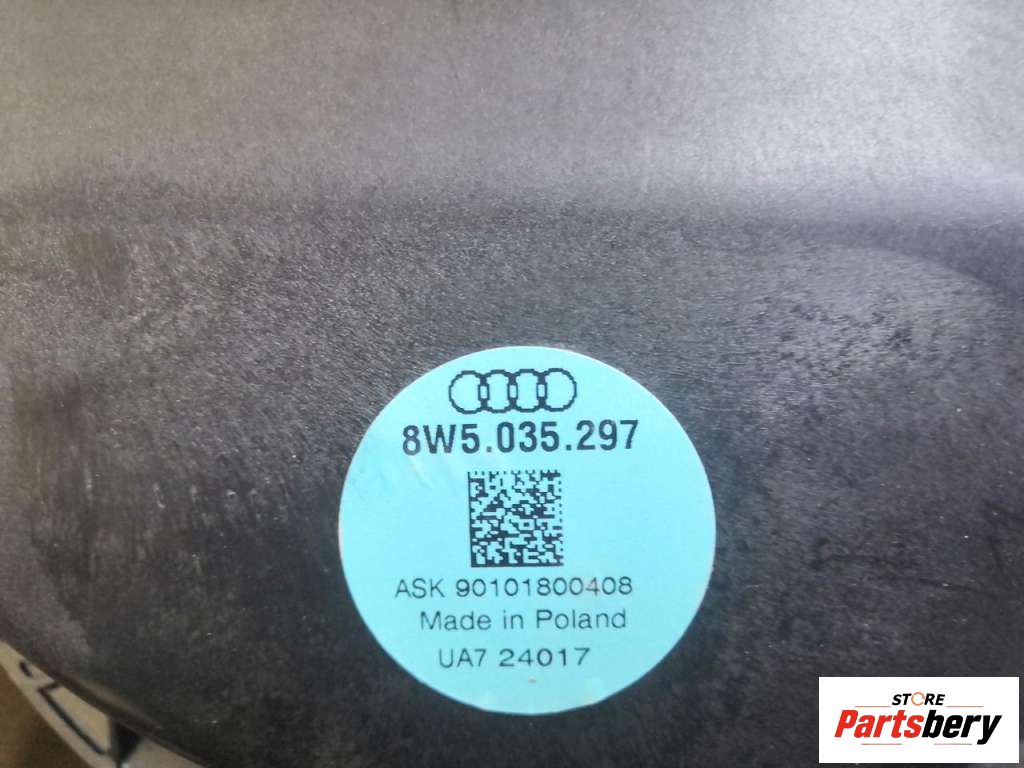 8W5.035.297
ASK 90101800408
Made in Poland
UA7 24017
STORE
Partsbery